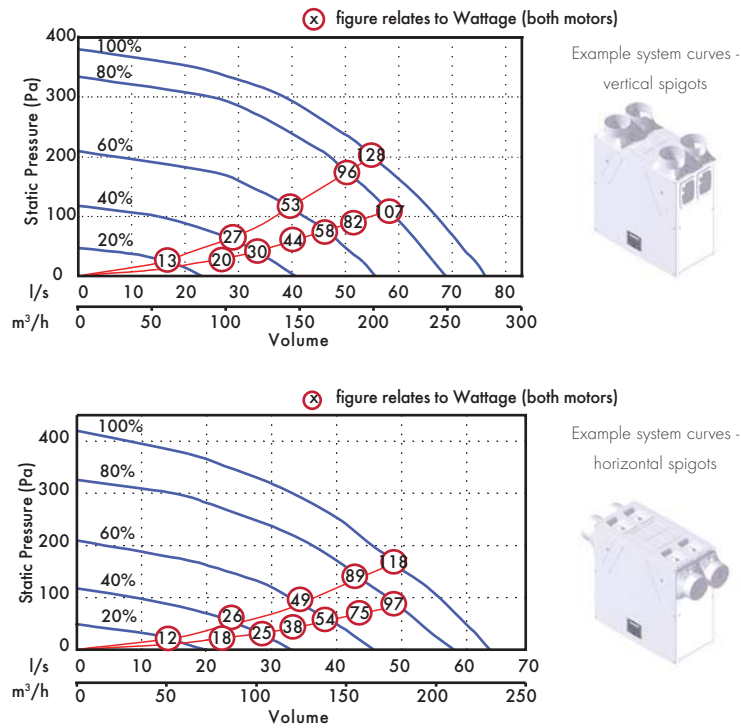 x figure relates to Wattage (both motors)
400
300
200
100
0
Static Pressure (Pa)
100%
80%
60%
40%
20%
128
96
107
53
82
58
27
44
30
13
20
l/s
0 10 20 30 40 50 60 70 80
m³/h
0 50 100 150 200 250 300
Volume
Example system curves -
vertical spigots
x figure relates to Wattage (both motors)
400
300
200
100
0
Static Pressure (Pa)
100%
80%
60%
40%
20%
118
89
97
49
75
54
26
38
25
12
18
l/s
0 10 20 30 40 50 60 70
m³/h
0 50 100 150 200 250
Volume
Example system curves -
horizontal spigots